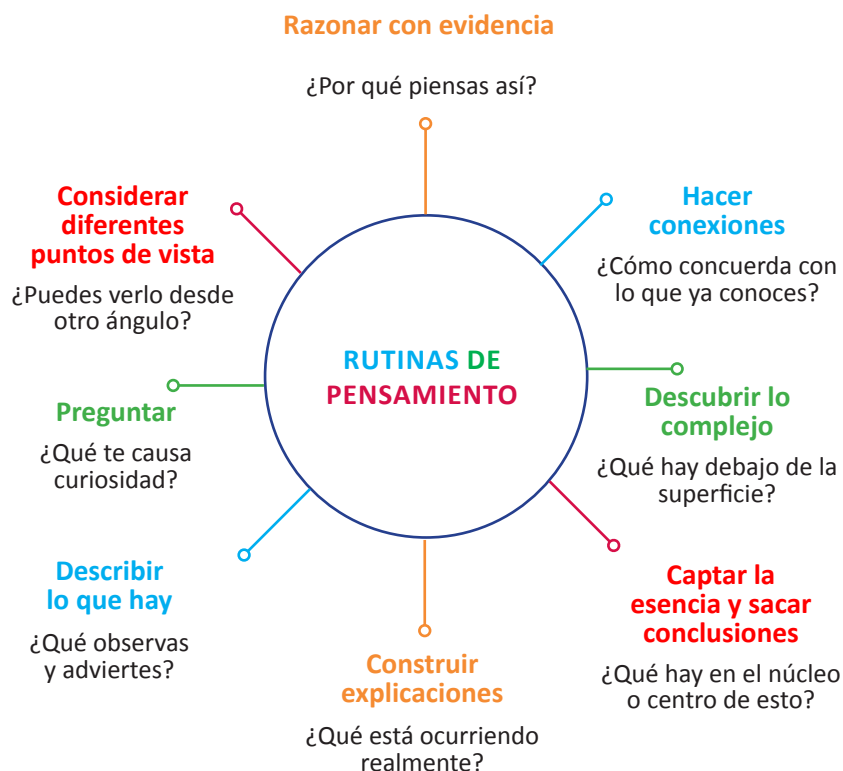 Razonar con evidencia
¿Por qué piensas así?
Hacer
conexiones
¿Cómo concuerda con
lo que ya conoces?
Descubrir lo
complejo
¿Qué hay debajo de la
superficie?
Captar la
esencia y sacar
conclusiones
¿Qué hay en el núcleo
o centro de esto?
Construir
explicaciones
¿Qué está ocurriendo
realmente?
Describir
lo que hay
¿Qué observas
y adviertes?
Preguntar
¿Qué te causa
curiosidad?
Considerar
diferentes
puntos de vista
¿Puedes verlo desde
otro ángulo?
RUTINAS DE
PENSAMIENTO